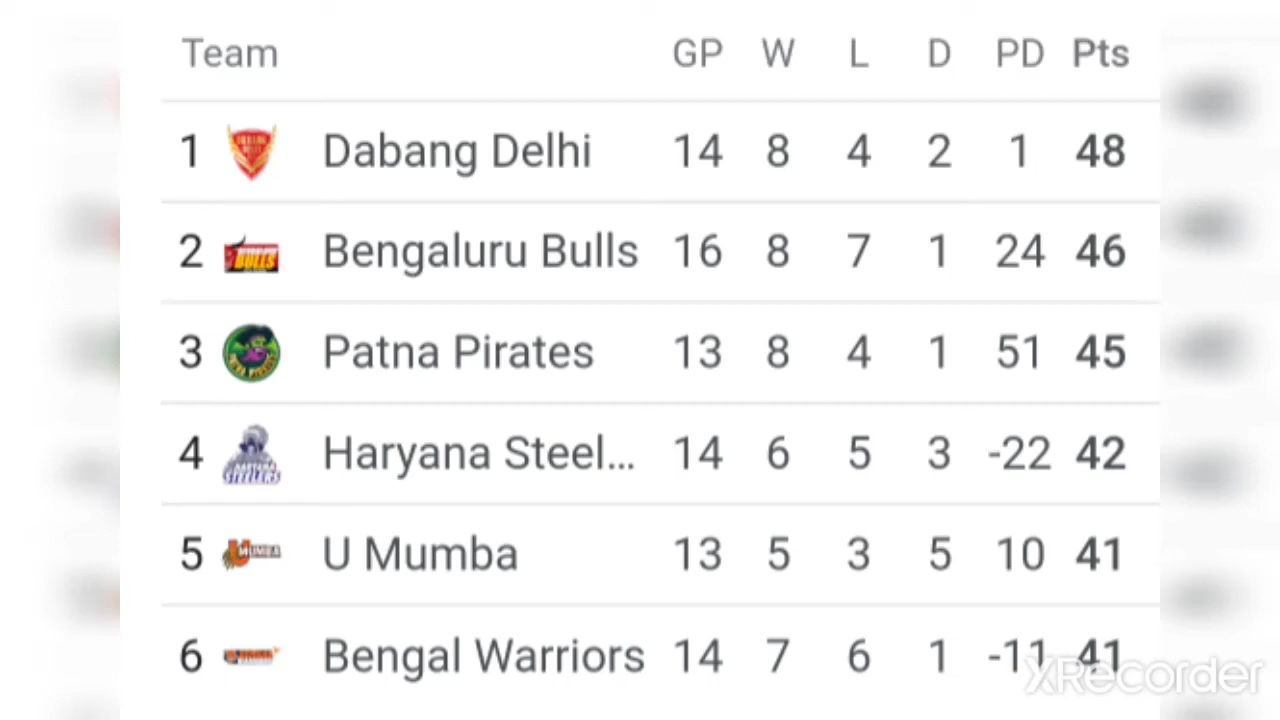 Team GP W L D PD Pts
1 Dabang Delhi 14 8 4 2 1 48
2 BULLS Bengaluru Bulls 16 8 7 1 24 46
3 Patna Pirates 13 8 4 1 51 45
4 STEELERS Haryana Steel... 14 6 5 3 -22 42
5 MUMBA U Mumba 13 5 3 5 10 41
6 Bengal Warriors 14 7 6 1 -11 41
XRecorder